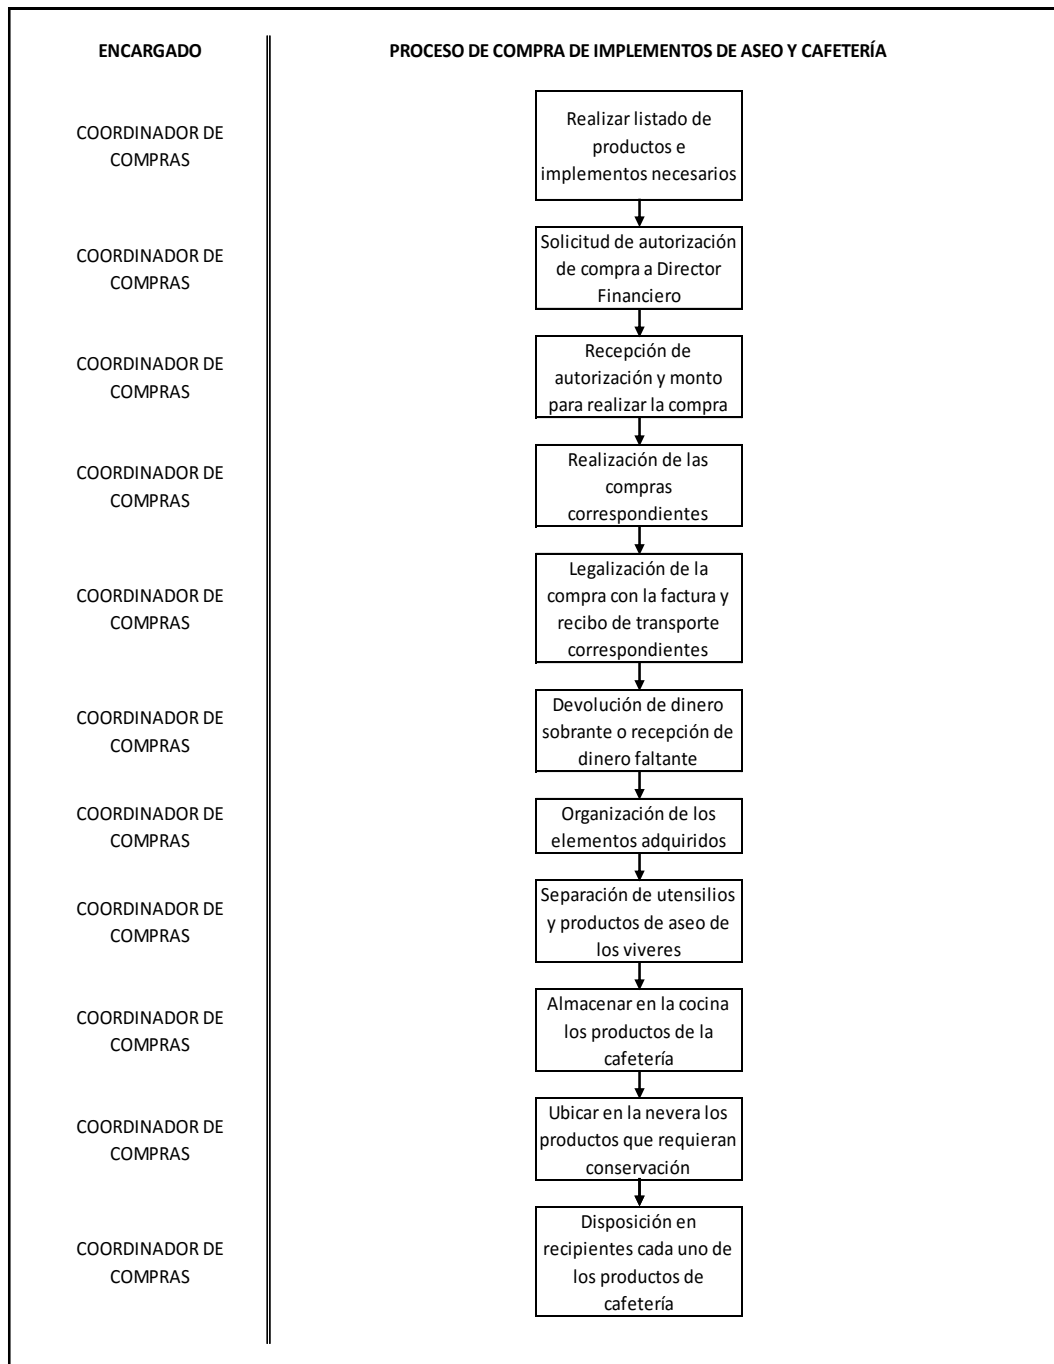 ENCARGADO
PROCESO DE COMPRA DE IMPLEMENTOS DE ASEO Y CAFETERÍA
COORDINADOR DE
COMPRAS
Realizar listado de
productos e
implementos necesarios
COORDINADOR DE
COMPRAS
Solicitud de autorización
de compra a Director
Financiero
COORDINADOR DE
COMPRAS
Recepción de
autorización y monto
para realizar la compra
COORDINADOR DE
COMPRAS
Realización de las
compras
correspondientes
COORDINADOR DE
COMPRAS
Legalización de la
compra con la factura y
recibo de transporte
correspondientes
COORDINADOR DE
COMPRAS
Devolución de dinero
sobrante o recepción de
dinero faltante
COORDINADOR DE
COMPRAS
Organización de los
elementos adquiridos
COORDINADOR DE
COMPRAS
Separación de utensilios
y productos de aseo de
los viveres
COORDINADOR DE
COMPRAS
Almacenar en la cocina
los productos de la
cafetería
COORDINADOR DE
COMPRAS
Ubicar en la nevera los
productos que requieran
conservación
COORDINADOR DE
COMPRAS
Disposición en
recipientes cada uno de
los productos de
cafetería